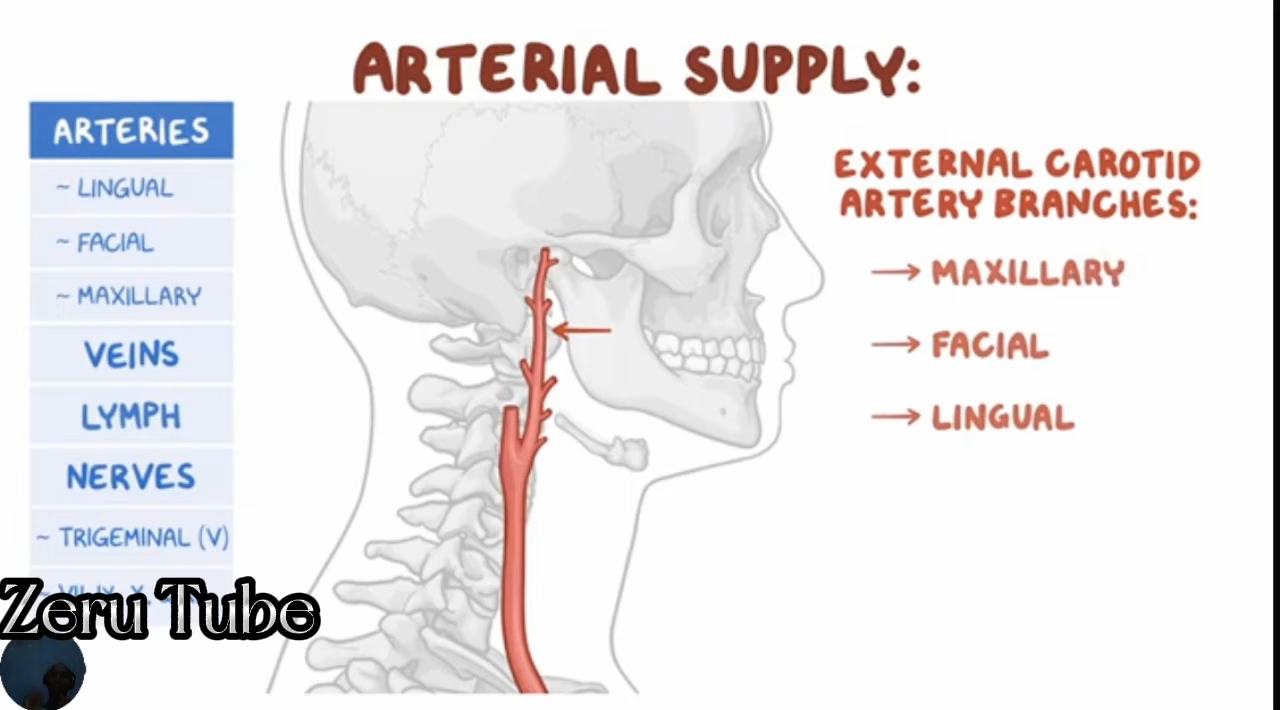 ARTERIAL SUPPLY:
ARTERIES
~ LINGUAL
~ FACIAL
~ MAXILLARY
VEINS
LYMPH
NERVES
~ TRIGEMINAL (V)
Zeru Tube
EXTERNAL CAROTID
ARTERY BRANCHES:
→ MAXILLARY
→ FACIAL
→ LINGUAL